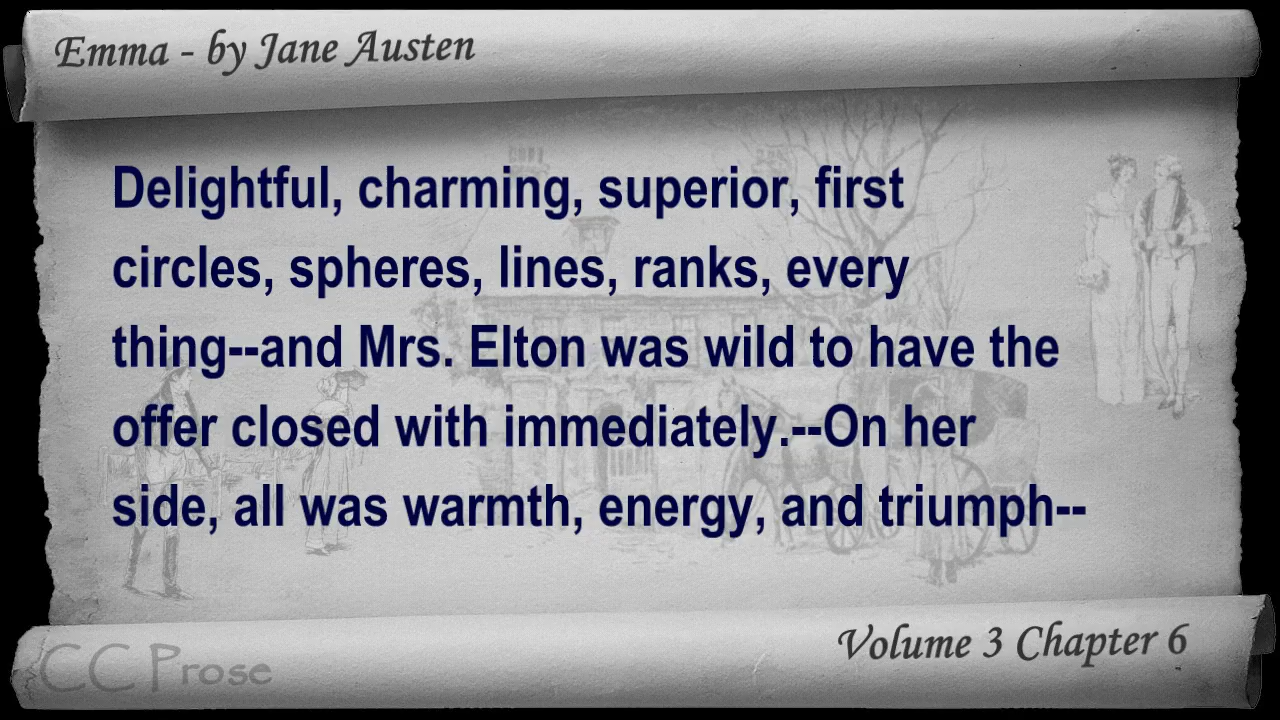 Emma - by Jane Austen
Delightful, charming, superior, first
circles, spheres, lines, ranks, every
thing--and Mrs. Elton was wild to have the
offer closed with immediately.--On her
side, all was warmth, energy, and triumph--
Volume 3 Chapter 6
CC Prose